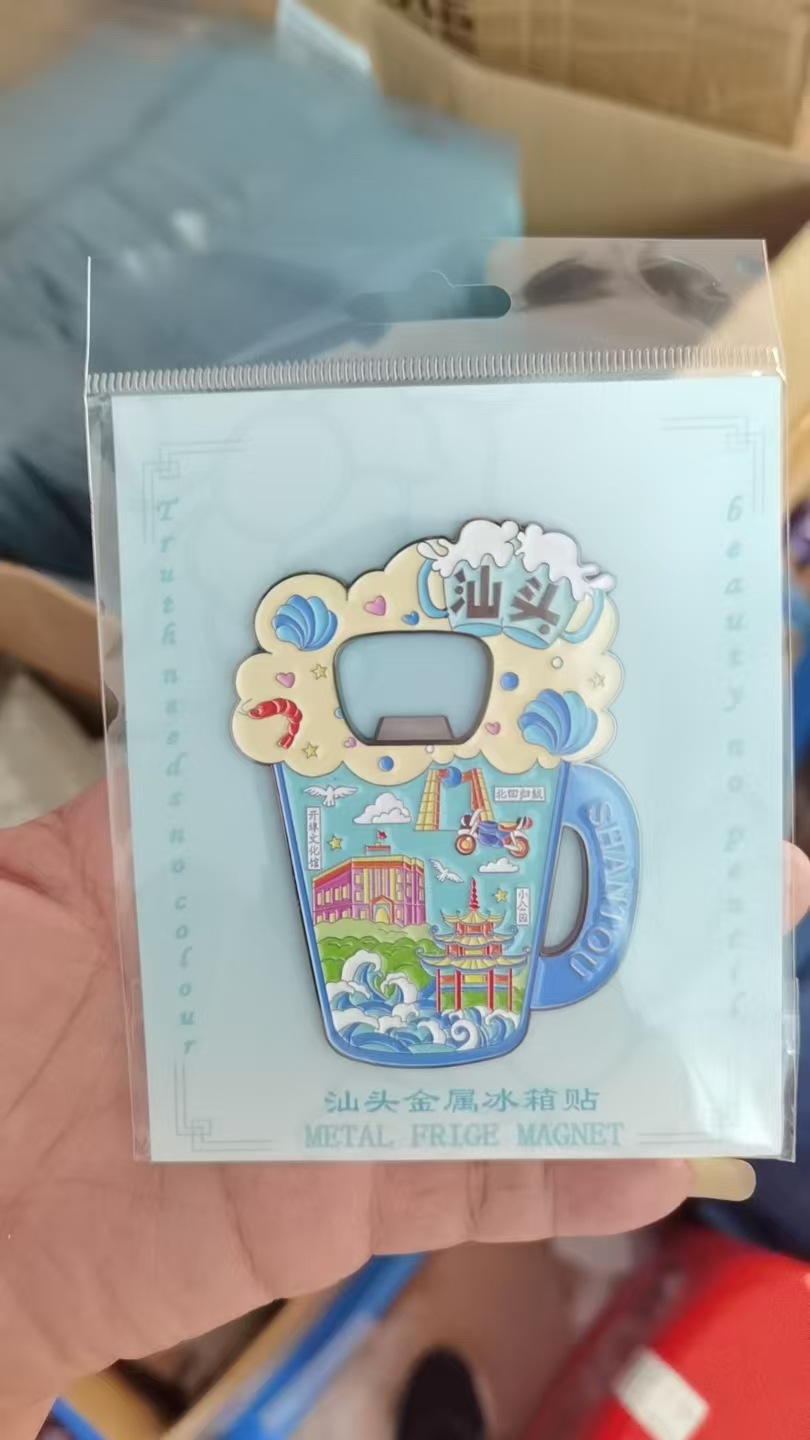 Truth needs no colour
beauty no Pencil
汕头
北回归线
开埠文化馆
小公园
SHANTOU
汕头金属冰箱贴
METAL FRIGE MAGNET